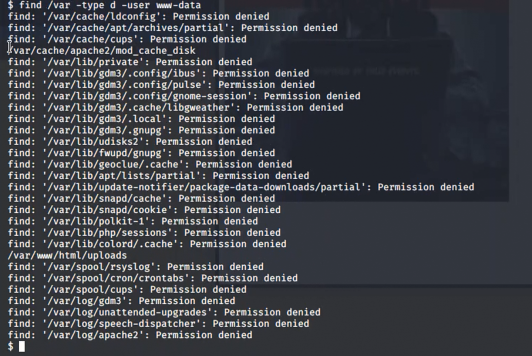 $ find /var -type d -user www-data
find: '/var/cache/ldconfig': Permission denied
find: '/var/cache/apt/archives/partial': Permission denied
find: '/var/cache/cups': Permission denied
/var/cache/apache2/mod_cache_disk
find: '/var/lib/private': Permission denied
find: '/var/lib/gdm3/.config/ibus': Permission denied
find: '/var/lib/gdm3/.config/pulse': Permission denied
find: '/var/lib/gdm3/.config/gnome-session': Permission denied
find: '/var/lib/gdm3/.cache/libgweather': Permission denied
find: '/var/lib/gdm3/.local': Permission denied
find: '/var/lib/gdm3/.gnupg': Permission denied
find: '/var/lib/udisks2': Permission denied
find: '/var/lib/fwupd/gnupg': Permission denied
find: '/var/lib/geoclue/.cache': Permission denied
find: '/var/lib/apt/lists/partial': Permission denied
find: '/var/lib/update-notifier/package-data-downloads/partial': Permission denied
find: '/var/lib/snapd/cache': Permission denied
find: '/var/lib/snapd/cookie': Permission denied
find: '/var/lib/polkit-1': Permission denied
find: '/var/lib/php/sessions': Permission denied
find: '/var/lib/colord/.cache': Permission denied
/var/www/html/uploads
find: '/var/spool/rsyslog': Permission denied
find: '/var/spool/cron/crontabs': Permission denied
find: '/var/spool/cups': Permission denied
find: '/var/log/gdm3': Permission denied
find: '/var/log/unattended-upgrades': Permission denied
find: '/var/log/speech-dispatcher': Permission denied
find: '/var/log/apache2': Permission denied
$